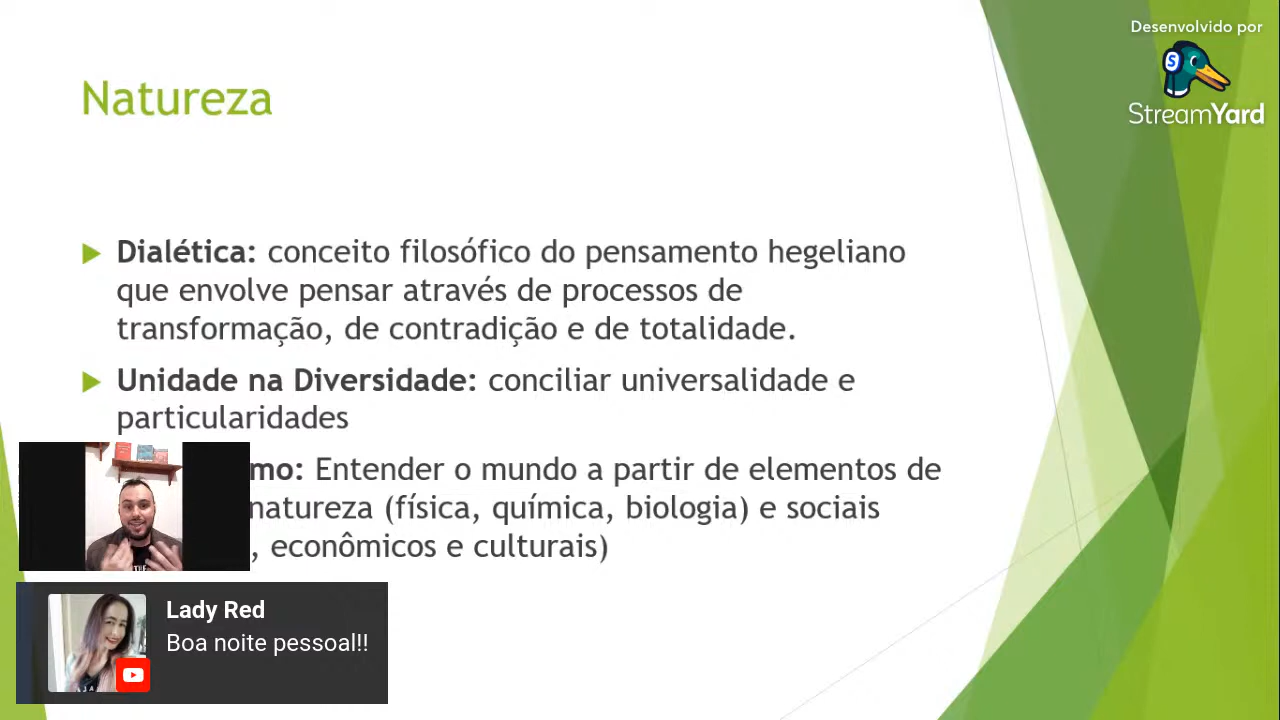 Desenvolvido por
StreamYard
Natureza
Dialética: conceito filosófico do pensamento hegeliano
que envolve pensar através de processos de
transformação, de contradição e de totalidade.
Unidade na Diversidade: conciliar universalidade e
particularidades
mo: Entender o mundo a partir de elementos de
natureza (física, química, biologia) e sociais
, econômicos e culturais)
Lady Red
Boa noite pessoal!!